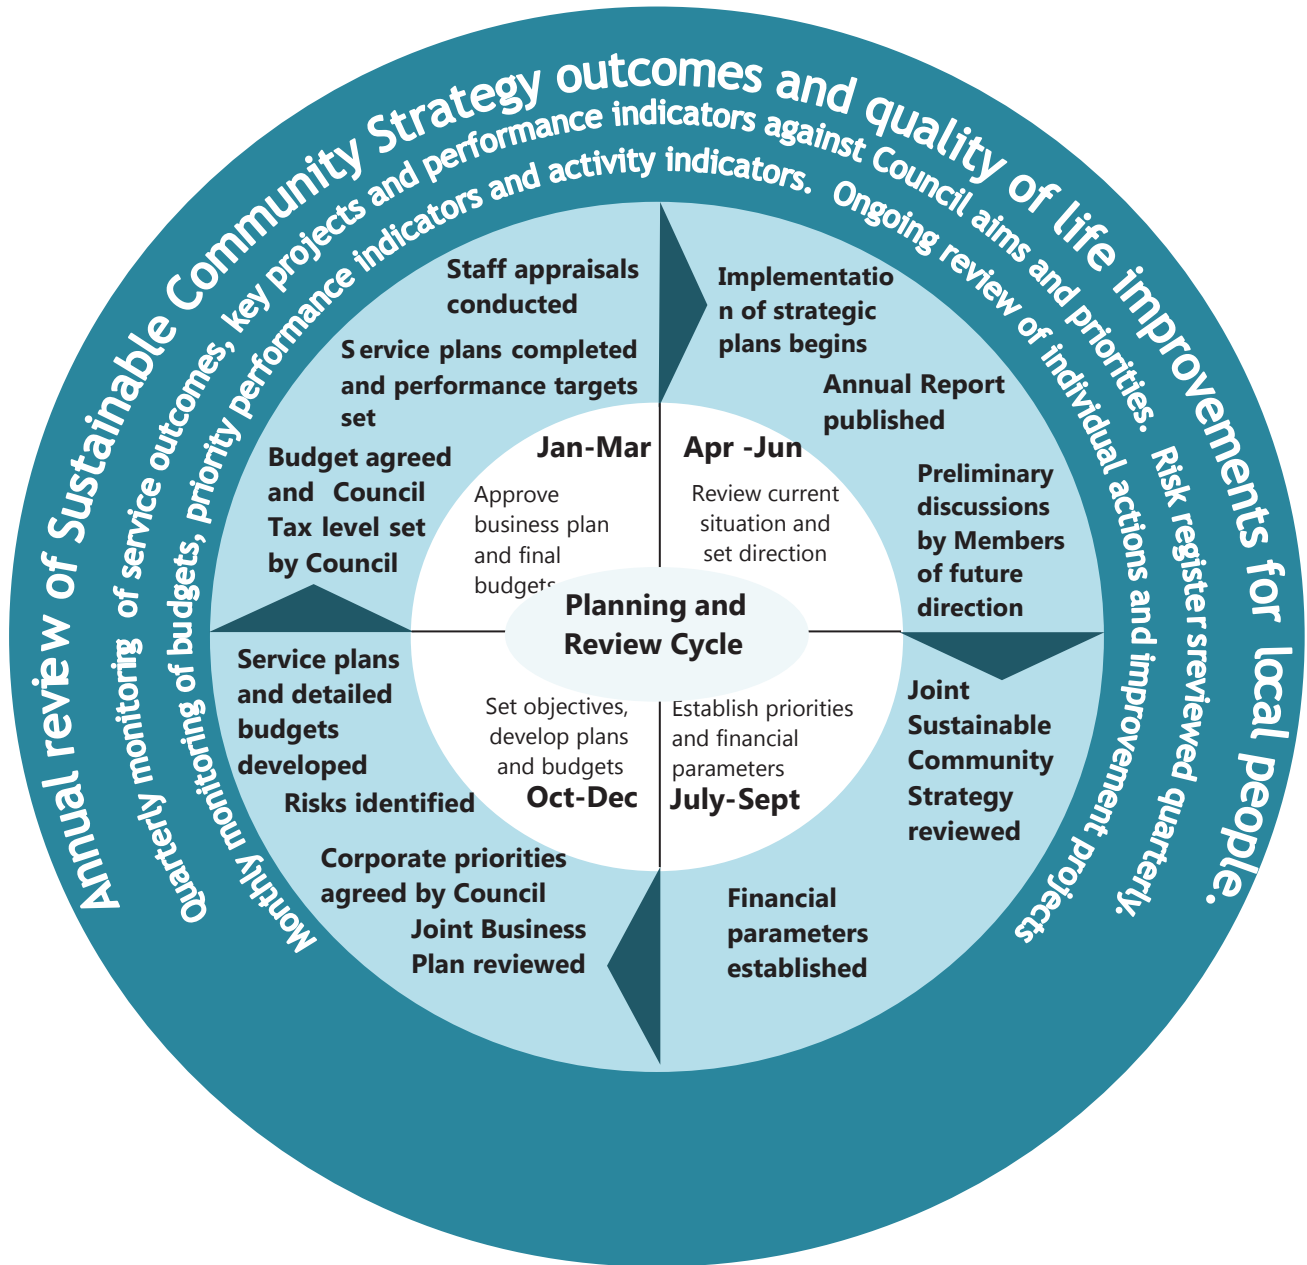 Annual review of Sustainable Community Strategy outcomes and quality of life improvements for local people.
Quarterly monitoring of service outcomes, key projects and performance indicators against Council aims and priorities. Risk register sreviewed quarterly.
Monthly monitoring of budgets, priority performance indicators and activity indicators. Ongoing review of individual actions and improvement projects
Staff appraisals
conducted
Service plans completed
and performance targets
set
Budget agreed
and Council
Tax level set
by Council
Implementatio
n of strategic
plans begins
Annual Report
published
Preliminary
discussions
by Members
of future
direction
Jan-Mar
Approve
business plan
and final
budgets
Apr -Jun
Review current
situation and
set direction
Planning and
Review Cycle
Set objectives,
develop plans
and budgets
Oct-Dec
Establish priorities
and financial
parameters
July-Sept
Service plans
and detailed
budgets
developed
Risks identified
Corporate priorities
agreed by Council
Joint Business
Plan reviewed
Joint
Sustainable
Community
Strategy
reviewed
Financial
parameters
established